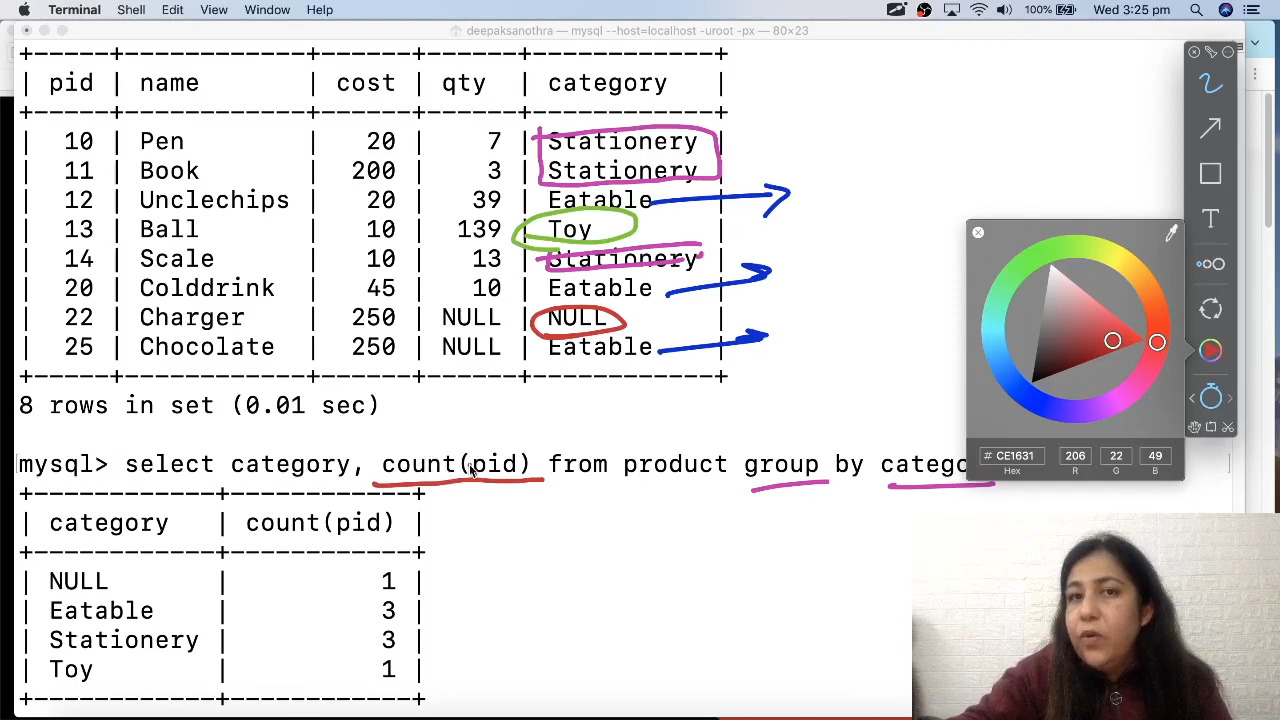 Terminal Shell Edit View Window Help 100% Wed 3:25 pm
deepaksanothra — mysql --host=localhost -uroot -px — 80×23
+------+------------+-------+------+------------+
| pid | name | cost | qty | category |
+------+------------+-------+------+------------+
| 10 | Pen | 20 | 7 | Stationery |
| 11 | Book | 200 | 3 | Stationery |
| 12 | Unclechips | 20 | 39 | Eatable
| 13 | Ball | 10 | 139 | Toy
| 14 | Scale | 10 | 13 | Stationery
| 20 | Colddrink | 45 | 10 | Eatable
| 22 | Charger | 250 | NULL | NULL
| 25 | Chocolate | 250 | NULL | Eatable
+------+------------+-------+------+------------+
8 rows in set (0.01 sec)
mysql> select category, count(pid) from product group by catego
+------------+------------+
| category | count(pid) |
+------------+------------+
| NULL | 1 |
| Eatable | 3 |
| Stationery | 3 |
| Toy | 1 |
+------------+------------+
T
# CE1631 206 22 49
Hex R G B